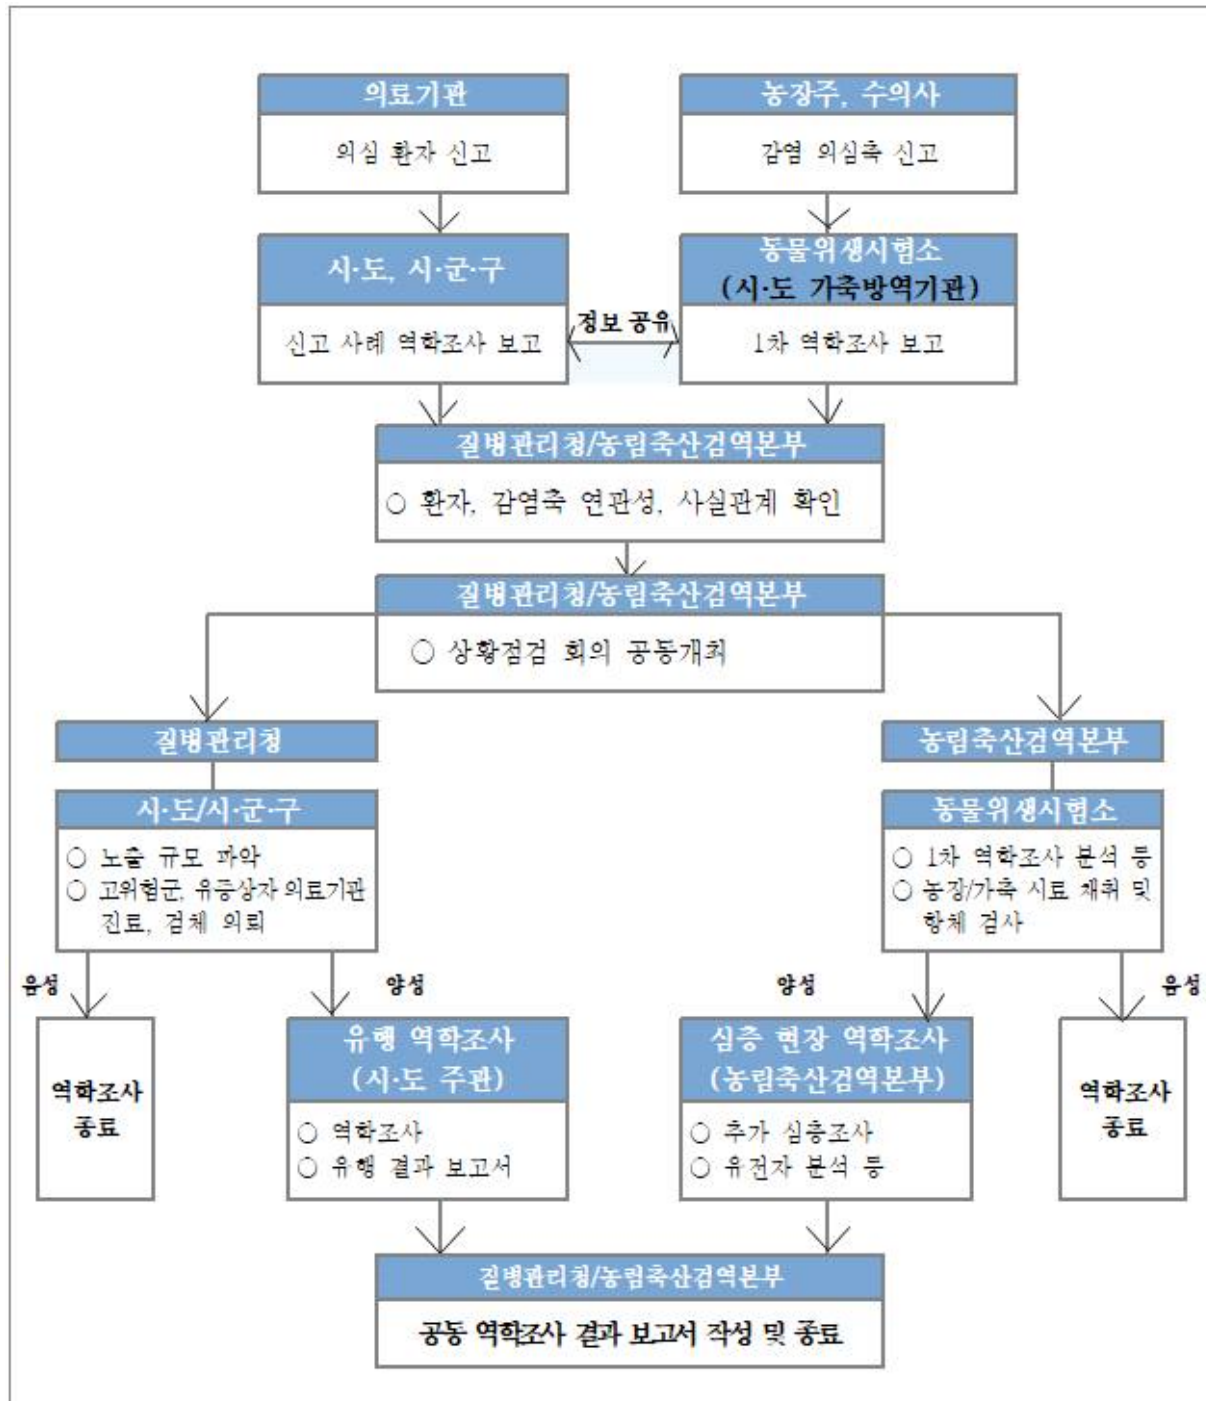 의료기관
의심 환자 신고
농장주, 수의사
감염 의심축 신고
시·도, 시·군·구
신고 사례 역학조사 보고
정보 공유
동물위생시험소
(시·도 가축방역기관)
1차 역학조사 보고
질병관리청/농림축산검역본부
○ 환자, 감염축 연관성, 사실관계 확인
질병관리청/농림축산검역본부
○ 상황점검 회의 공동개최
질병관리청
시·도/시·군·구
○ 노출 규모 파악
○ 고위험군, 유증상자 의료기관
진료, 검체 의뢰
농림축산검역본부
동물위생시험소
○ 1차 역학조사 분석 등
○ 농장/가축 시료 채취 및
항체 검사
음성
양성
양성
음성
역학조사
종료
유행 역학조사
(시·도 주관)
○ 역학조사
○ 유행 결과 보고서
심층 현장 역학조사
(농림축산검역본부)
○ 추가 심층조사
○ 유전자 분석 등
역학조사
종료
질병관리청/농림축산검역본부
공동 역학조사 결과 보고서 작성 및 종료